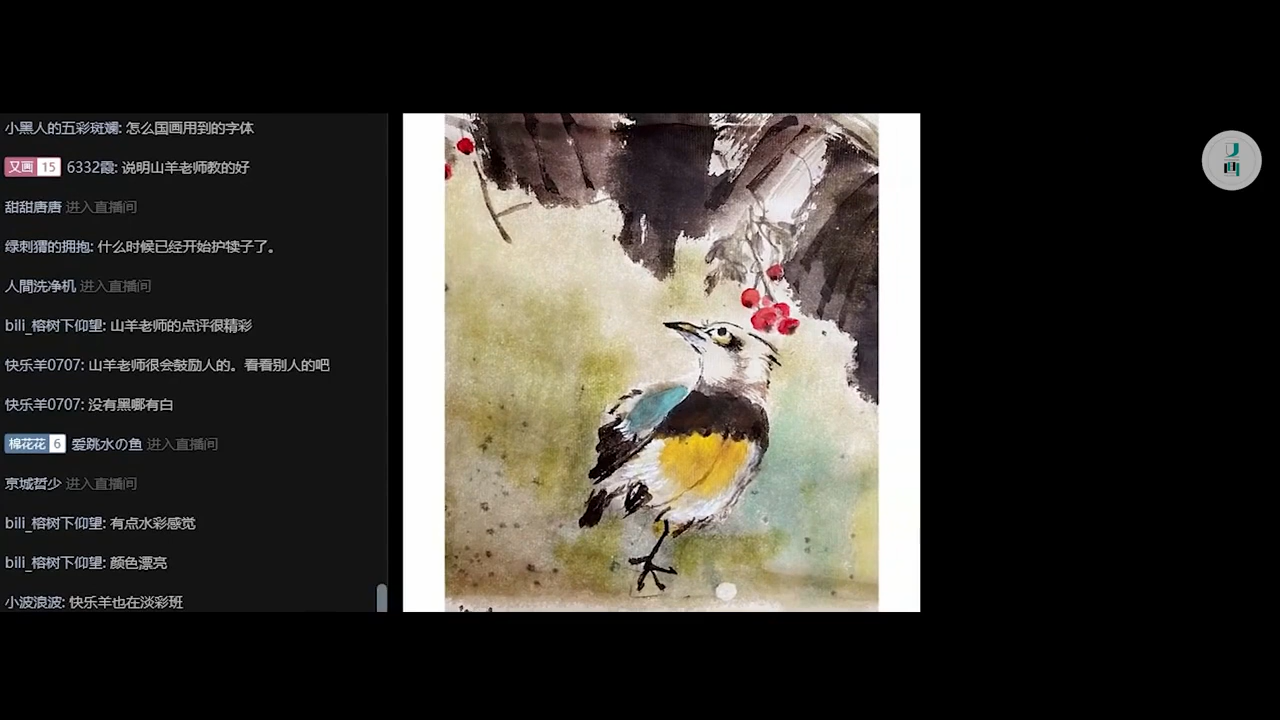 小黑人的五彩斑斓: 怎么国画用到的字体
又画 15 6332霞: 说明山羊老师教的好
甜甜唐唐 进入直播间
绿刺猬的拥抱: 什么时候已经开始护犊子了。
人間洗净机 进入直播间
bili_榕树下仰望: 山羊老师的点评很精彩
快乐羊0707: 山羊老师很会鼓励人的。看看别人的吧
快乐羊0707: 没有黑哪有白
棉花花 6 爱跳水の鱼 进入直播间
京城哲少 进入直播间
bili_榕树下仰望: 有点水彩感觉
bili_榕树下仰望: 颜色漂亮
小波浪波: 快乐羊也在淡彩班